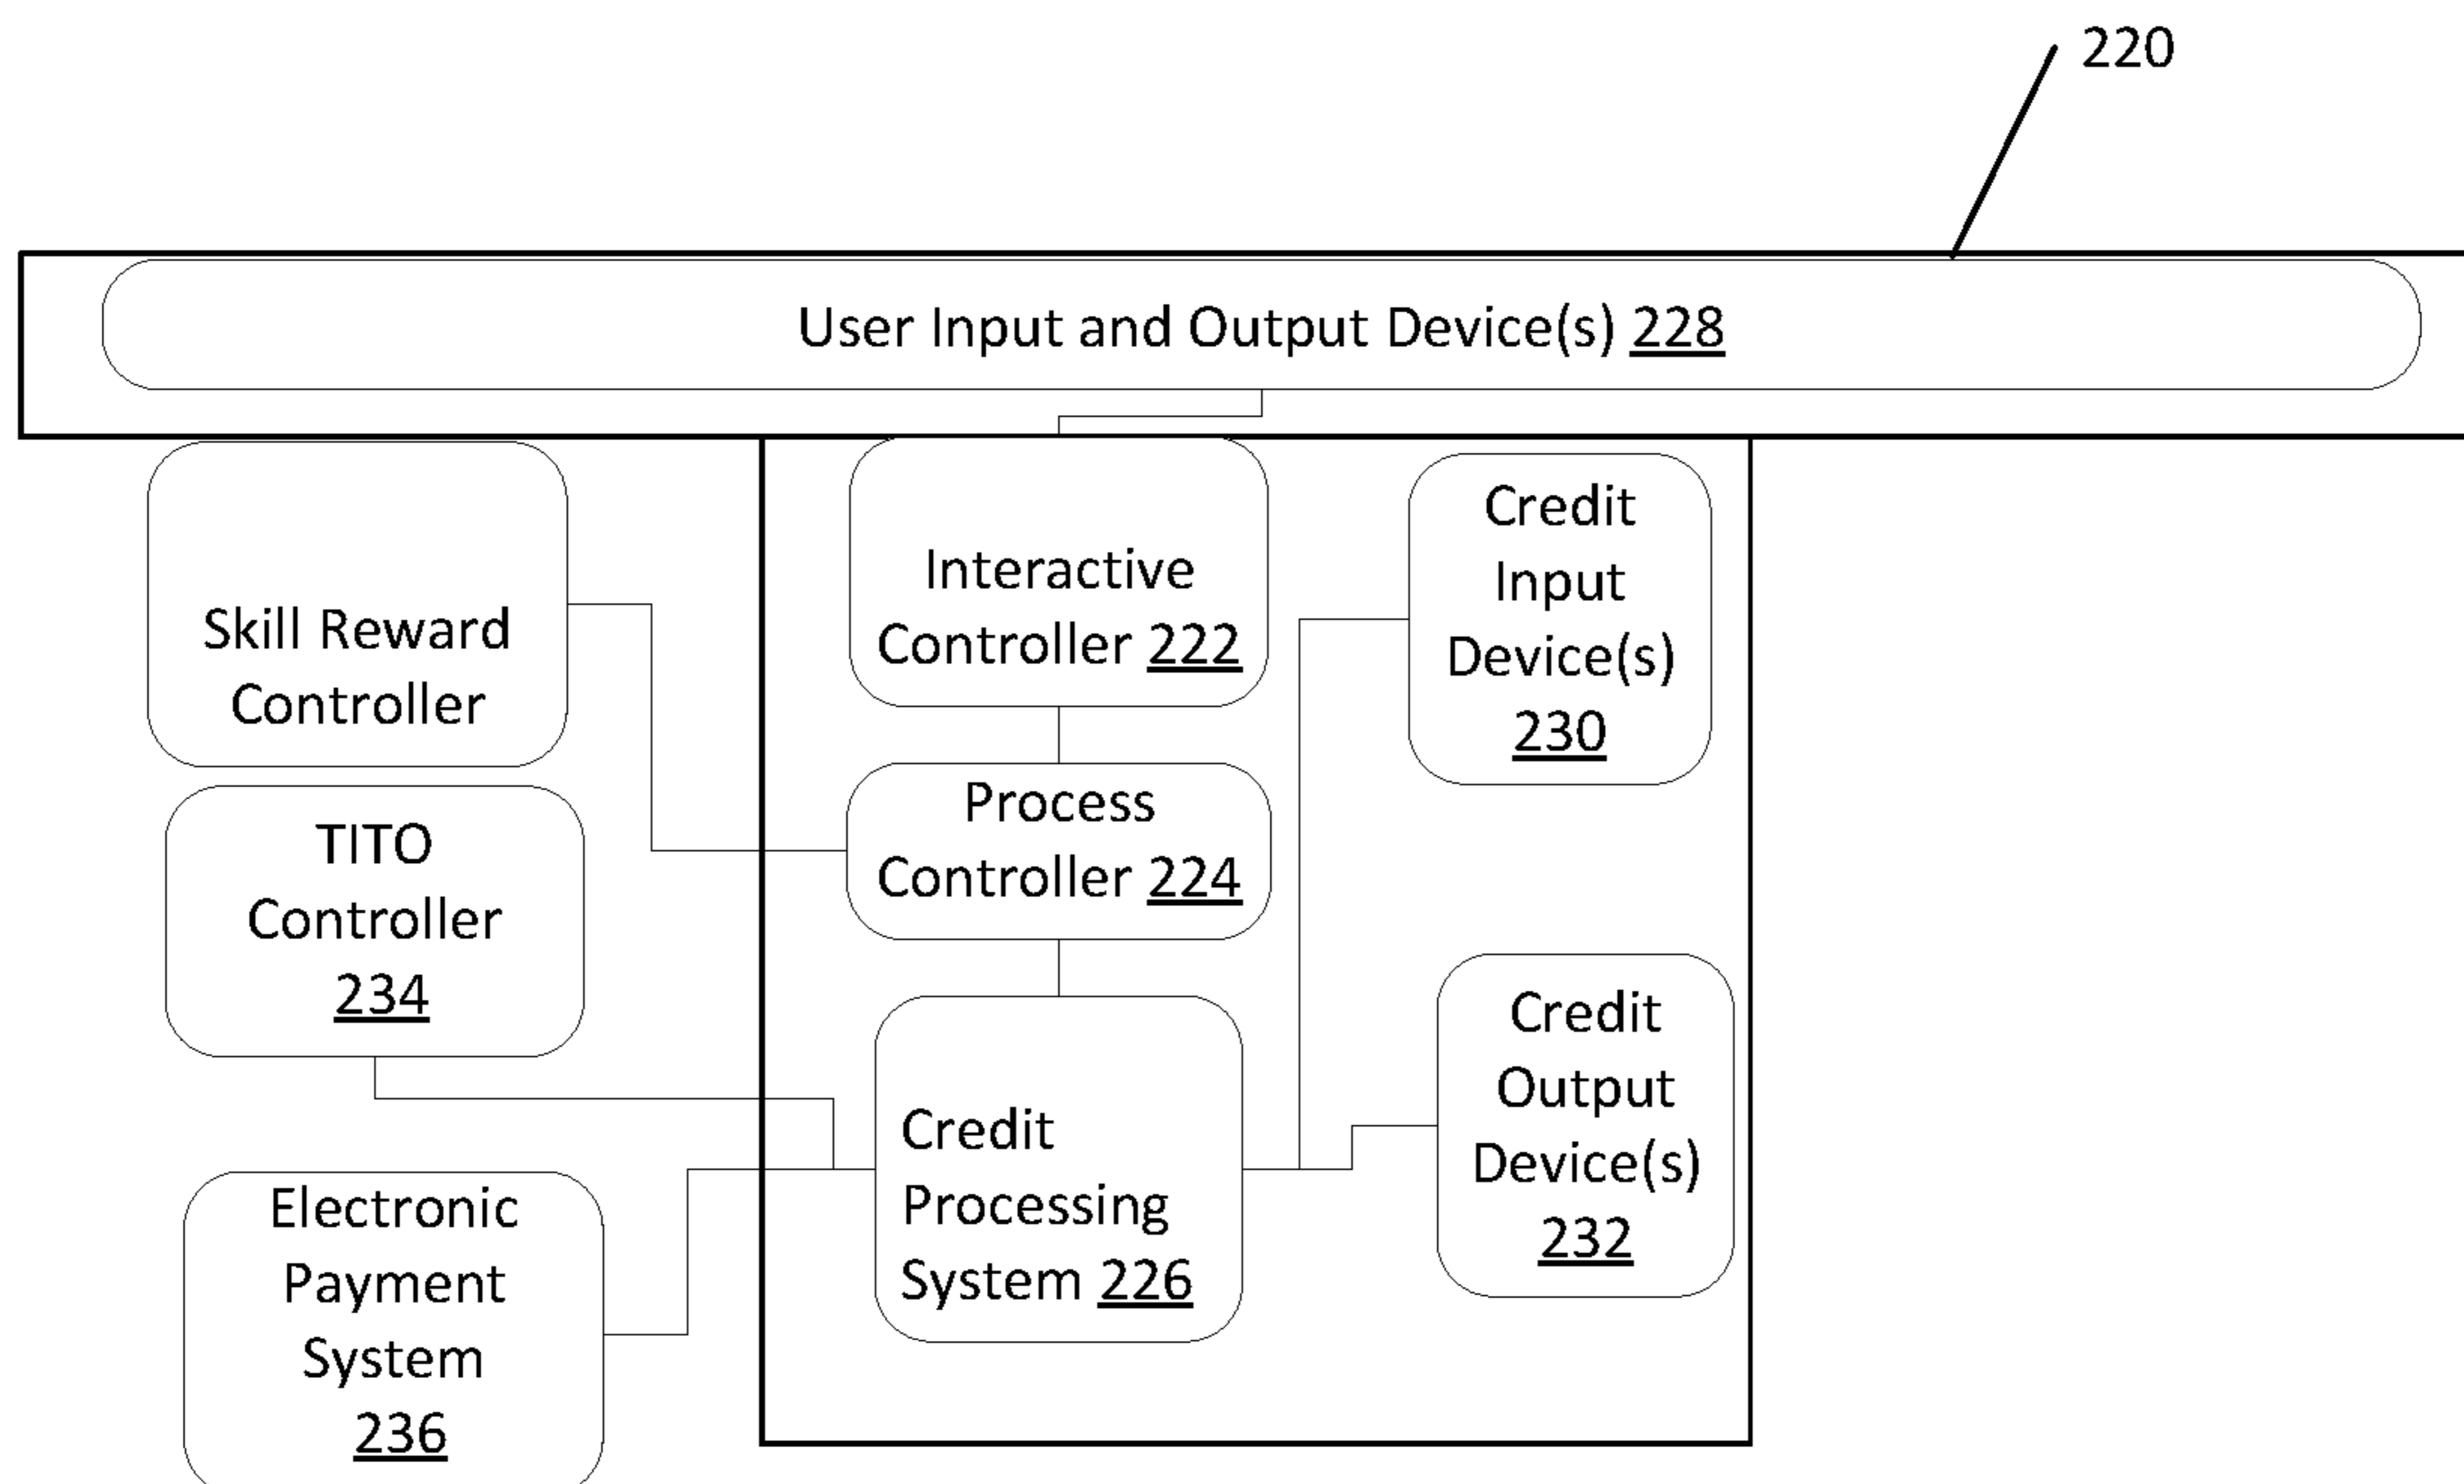 220
User Input and Output Device(s) 228
Skill Reward
Controller
Interactive
Controller 222
Credit
Input
Device(s)
230
Process
Controller 224
TITO
Controller
234
Credit
Output
Device(s)
232
Credit
Processing
System 226
Electronic
Payment
System
236